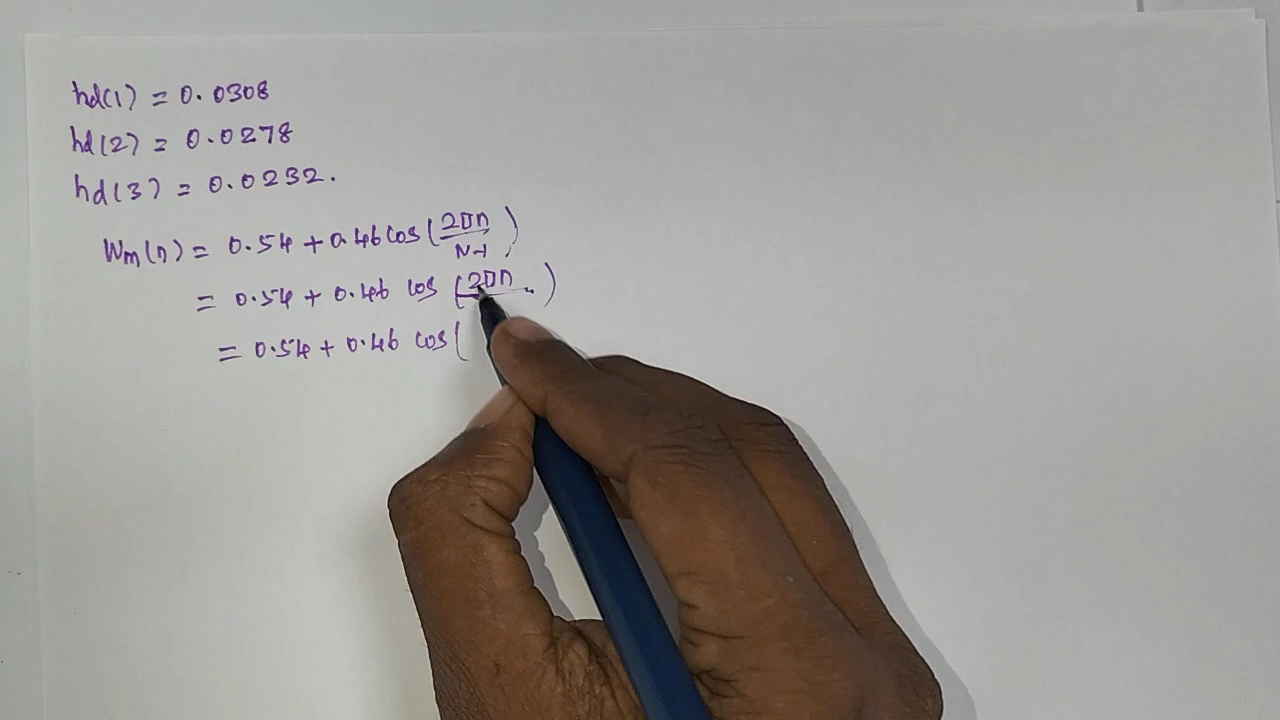 hd(1) = 0.0308
hd(2) = 0.0278
hd(3) = 0.0232.
Wm(n) = 0.54 + 0.46 cos (2Πn / N-1)
= 0.54 + 0.46 cos (2Πn / )
= 0.54 + 0.46 cos (